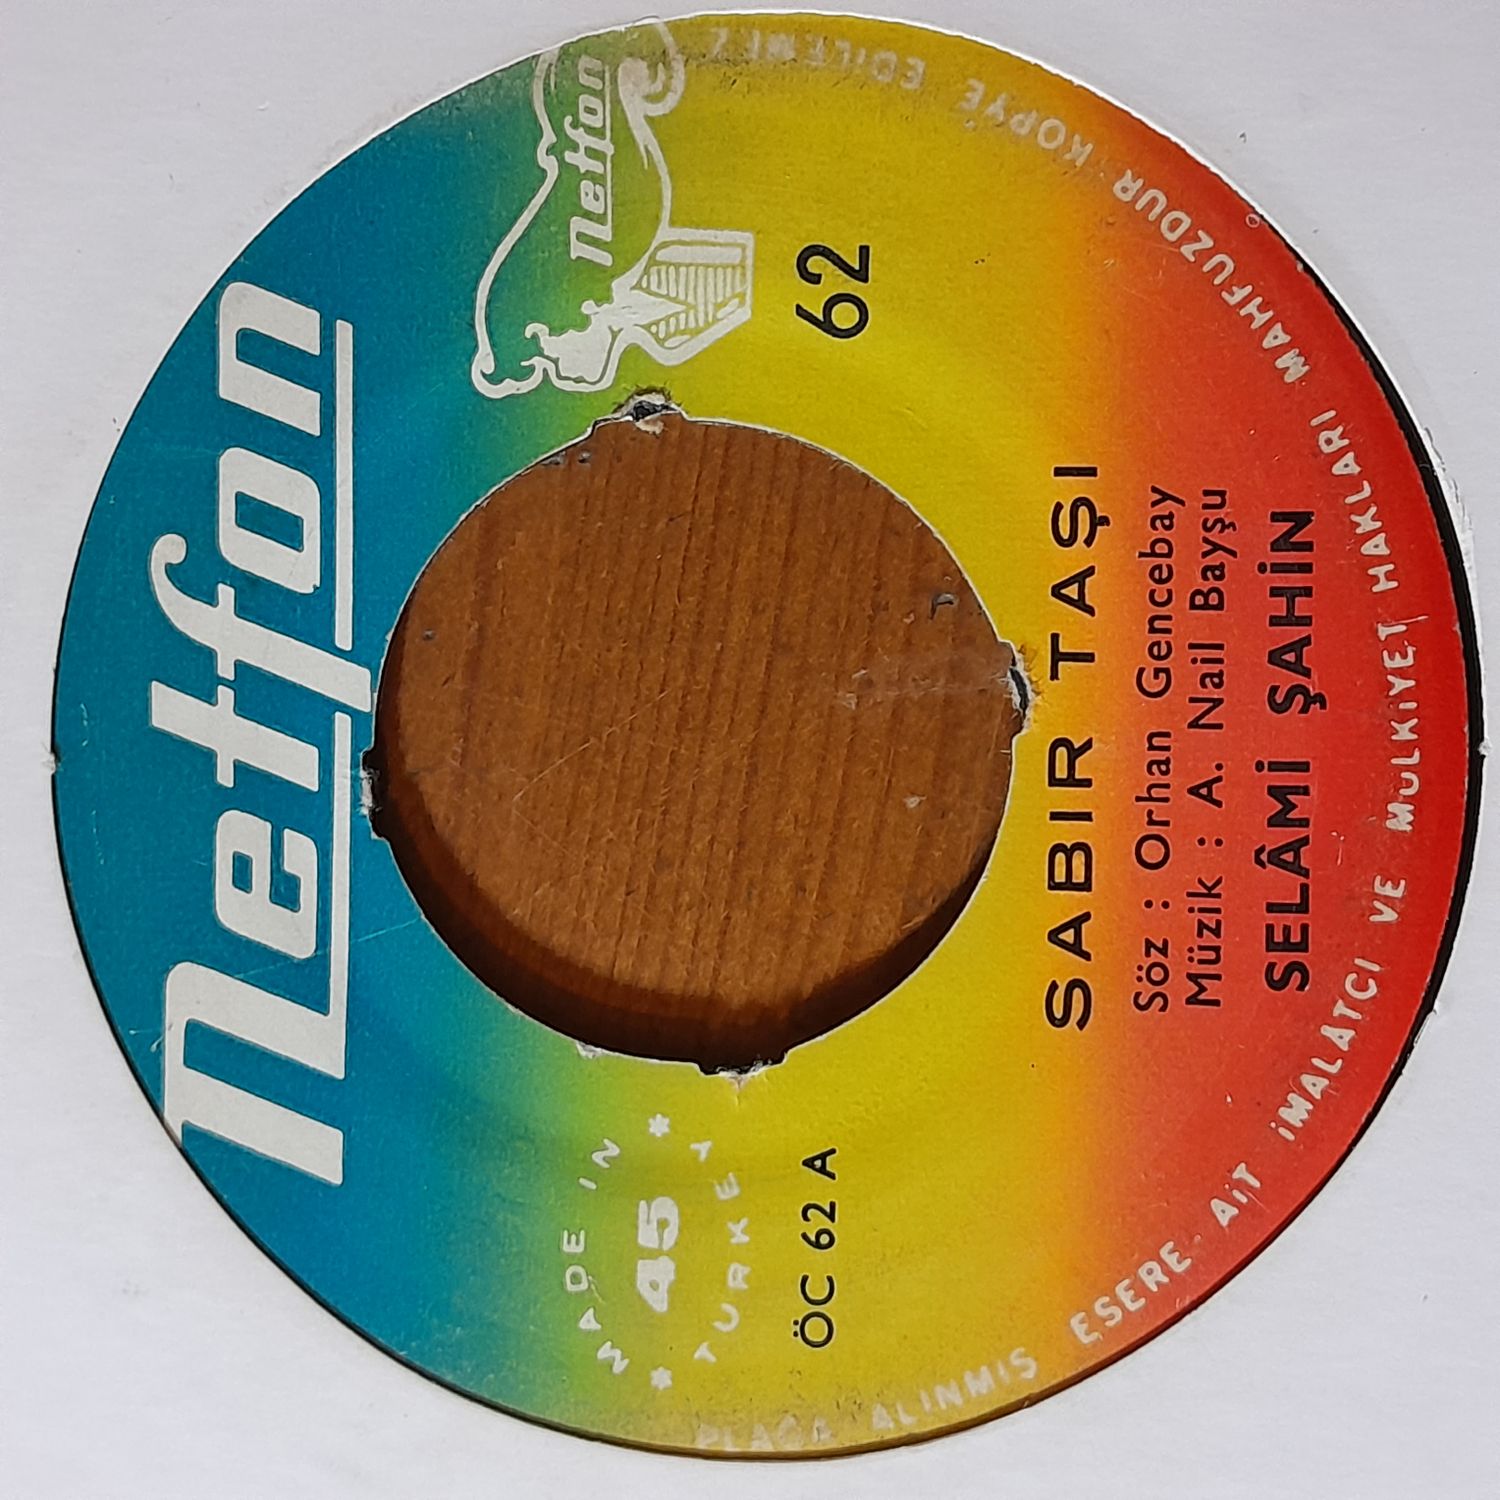 Netfon
Netfon
MADE IN
45
TURKEY
ÖC 62 A
62
SABIR TAŞI
Söz : Orhan Gencebay
Müzik : A. Nail Bayşu
SELÂMİ ŞAHİN
PLAĞA ALINMIŞ ESERE AİT İMALATCI VE MÜLKİYET HAKLARI MAHFUZDUR KOPYE EDİLEMEZ